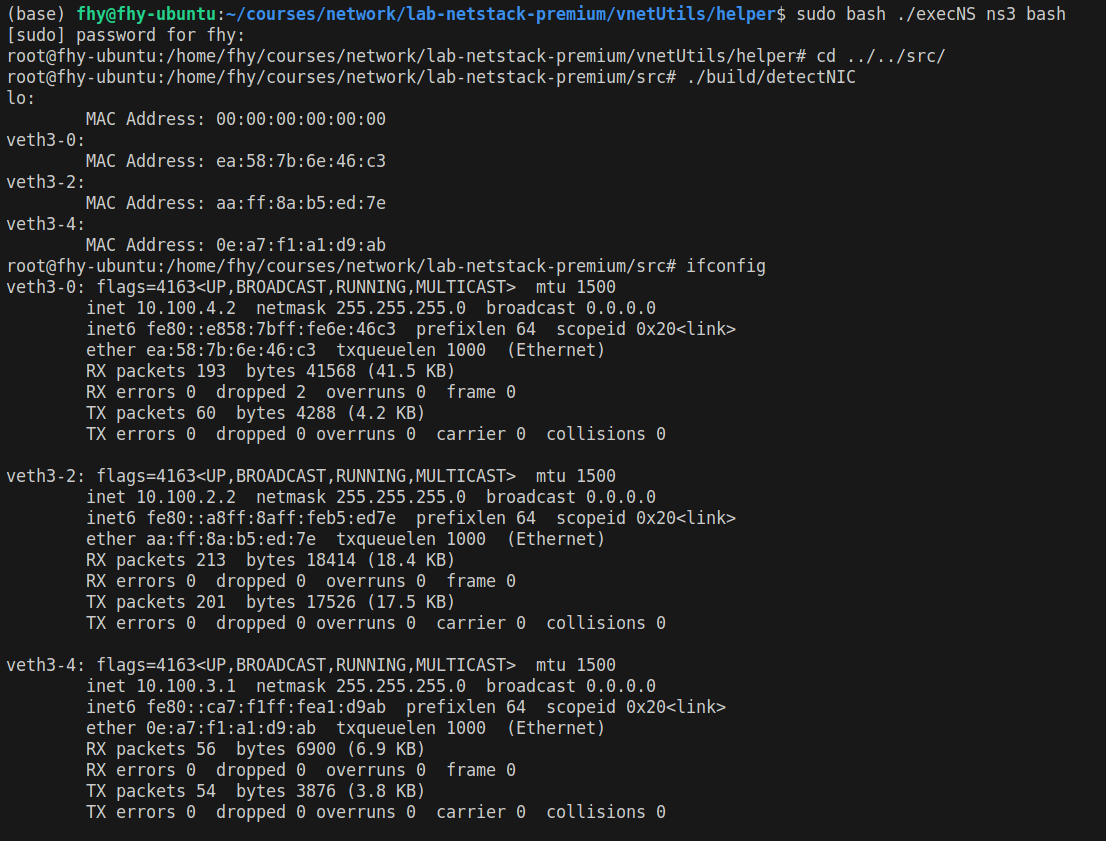 (base) fhy@fhy-ubuntu:~/courses/network/lab-netstack-premium/vnetUtils/helper$ sudo bash ./execNS ns3 bash
[sudo] password for fhy:
root@fhy-ubuntu:/home/fhy/courses/network/lab-netstack-premium/vnetUtils/helper# cd ../../src/
root@fhy-ubuntu:/home/fhy/courses/network/lab-netstack-premium/src# ./build/detectNIC
lo:
        MAC Address: 00:00:00:00:00:00
veth3-0:
        MAC Address: ea:58:7b:6e:46:c3
veth3-2:
        MAC Address: aa:ff:8a:b5:ed:7e
veth3-4:
        MAC Address: 0e:a7:f1:a1:d9:ab
root@fhy-ubuntu:/home/fhy/courses/network/lab-netstack-premium/src# ifconfig
veth3-0: flags=4163<UP,BROADCAST,RUNNING,MULTICAST>  mtu 1500
        inet 10.100.4.2  netmask 255.255.255.0  broadcast 0.0.0.0
        inet6 fe80::e858:7bff:fe6e:46c3  prefixlen 64  scopeid 0x20<link>
        ether ea:58:7b:6e:46:c3  txqueuelen 1000  (Ethernet)
        RX packets 193  bytes 41568 (41.5 KB)
        RX errors 0  dropped 2  overruns 0  frame 0
        TX packets 60  bytes 4288 (4.2 KB)
        TX errors 0  dropped 0 overruns 0  carrier 0  collisions 0

veth3-2: flags=4163<UP,BROADCAST,RUNNING,MULTICAST>  mtu 1500
        inet 10.100.2.2  netmask 255.255.255.0  broadcast 0.0.0.0
        inet6 fe80::a8ff:8aff:feb5:ed7e  prefixlen 64  scopeid 0x20<link>
        ether aa:ff:8a:b5:ed:7e  txqueuelen 1000  (Ethernet)
        RX packets 213  bytes 18414 (18.4 KB)
        RX errors 0  dropped 0  overruns 0  frame 0
        TX packets 201  bytes 17526 (17.5 KB)
        TX errors 0  dropped 0 overruns 0  carrier 0  collisions 0

veth3-4: flags=4163<UP,BROADCAST,RUNNING,MULTICAST>  mtu 1500
        inet 10.100.3.1  netmask 255.255.255.0  broadcast 0.0.0.0
        inet6 fe80::ca7:f1ff:fea1:d9ab  prefixlen 64  scopeid 0x20<link>
        ether 0e:a7:f1:a1:d9:ab  txqueuelen 1000  (Ethernet)
        RX packets 56  bytes 6900 (6.9 KB)
        RX errors 0  dropped 0  overruns 0  frame 0
        TX packets 54  bytes 3876 (3.8 KB)
        TX errors 0  dropped 0 overruns 0  carrier 0  collisions 0